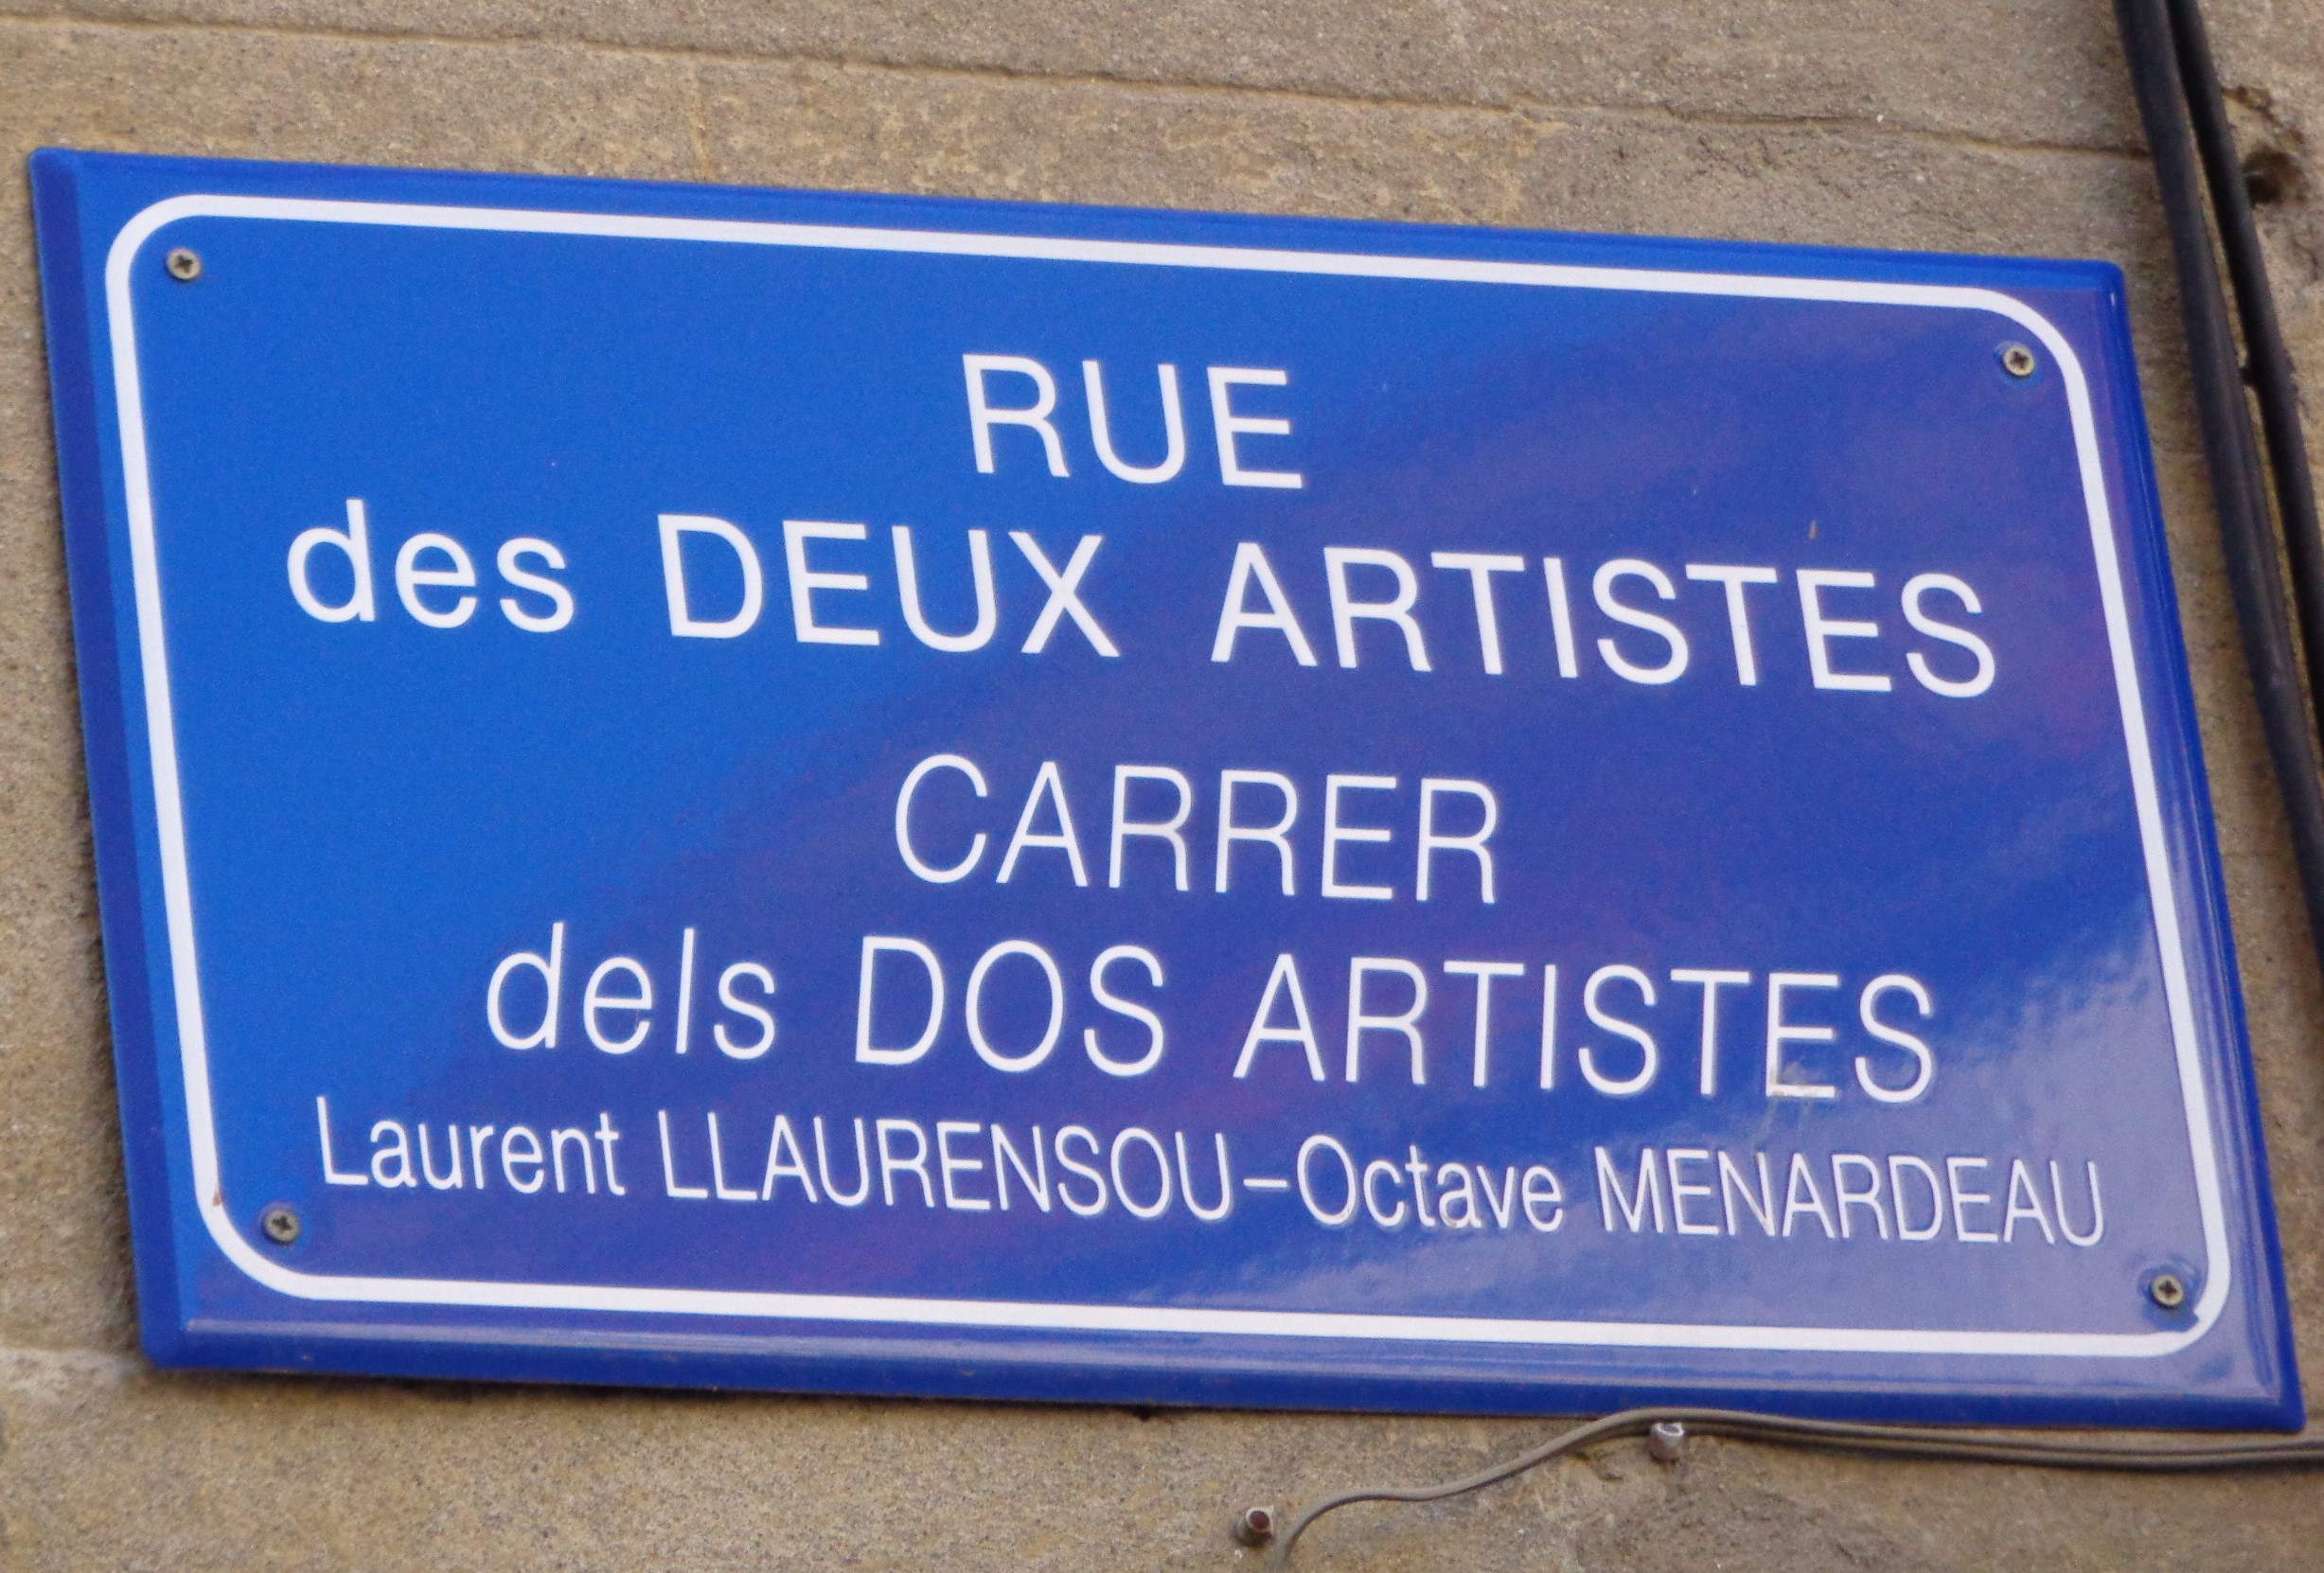 RUE
des DEUX ARTISTES
CARRER
dels DOS ARTISTES
Laurent LLAURENSOU-Octave MENARDEAU